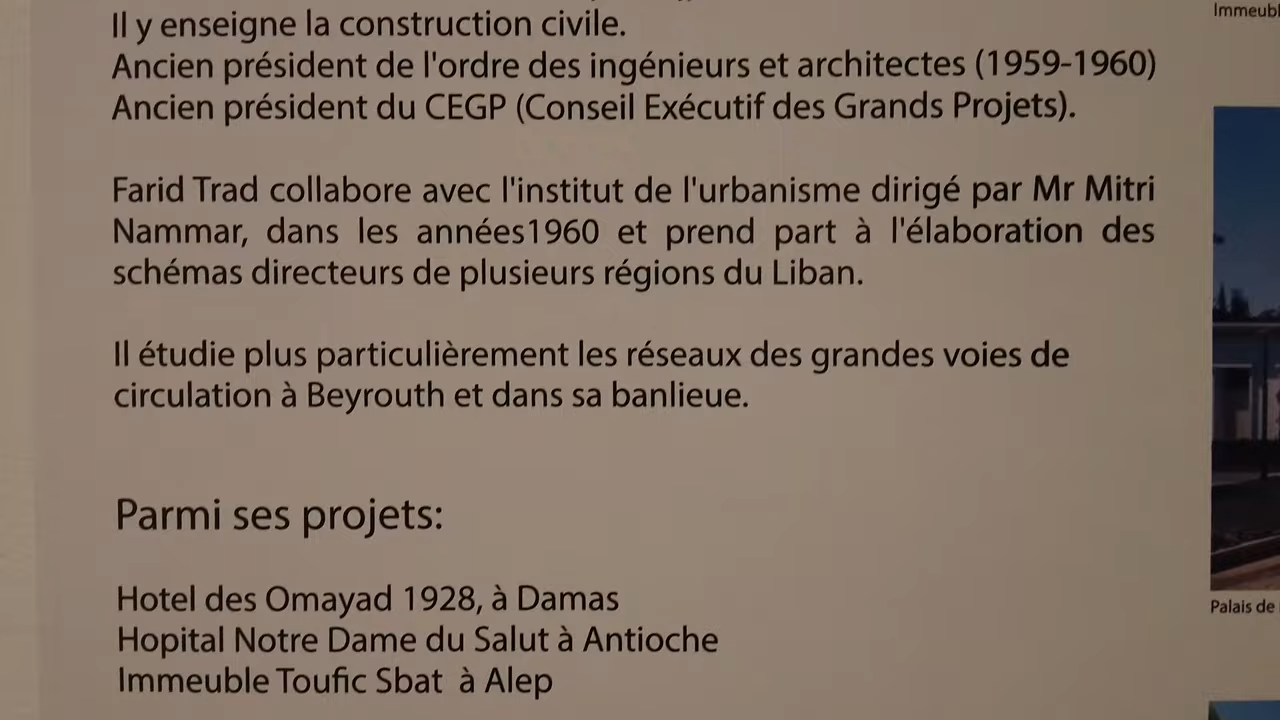 Il y enseigne la construction civile.
Ancien président de l'ordre des ingénieurs et architectes (1959-1960)
Ancien président du CEGP (Conseil Exécutif des Grands Projets).
Farid Trad collabore avec l'institut de l'urbanisme dirigé par Mr Mitri
Nammar, dans les années1960 et prend part à l'élaboration des
schémas directeurs de plusieurs régions du Liban.
Il étudie plus particulièrement les réseaux des grandes voies de
circulation à Beyrouth et dans sa banlieue.
Parmi ses projets:
Hotel des Omayad 1928, à Damas
Hopital Notre Dame du Salut à Antioche
Immeuble Toufic Sbat à Alep
Palais de